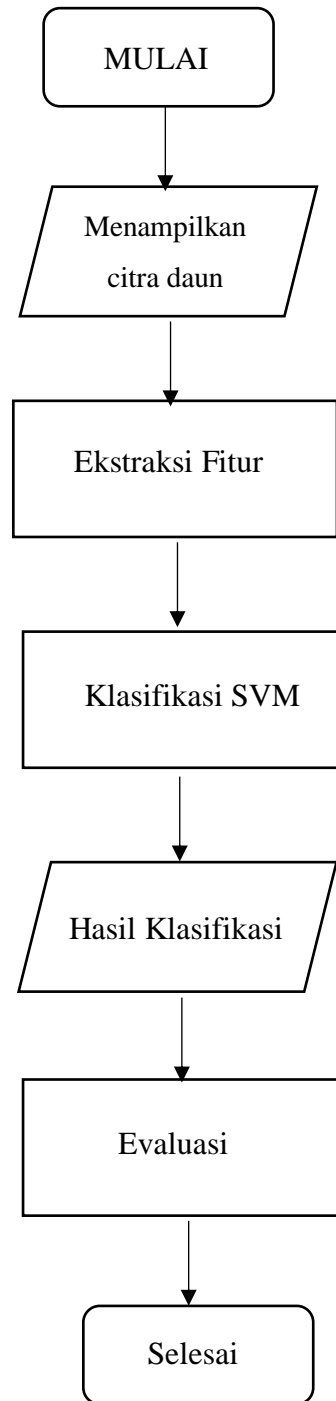 MULAI
Menampilkan
citra daun
Ekstraksi Fitur
Klasifikasi SVM
Hasil Klasifikasi
Evaluasi
Selesai